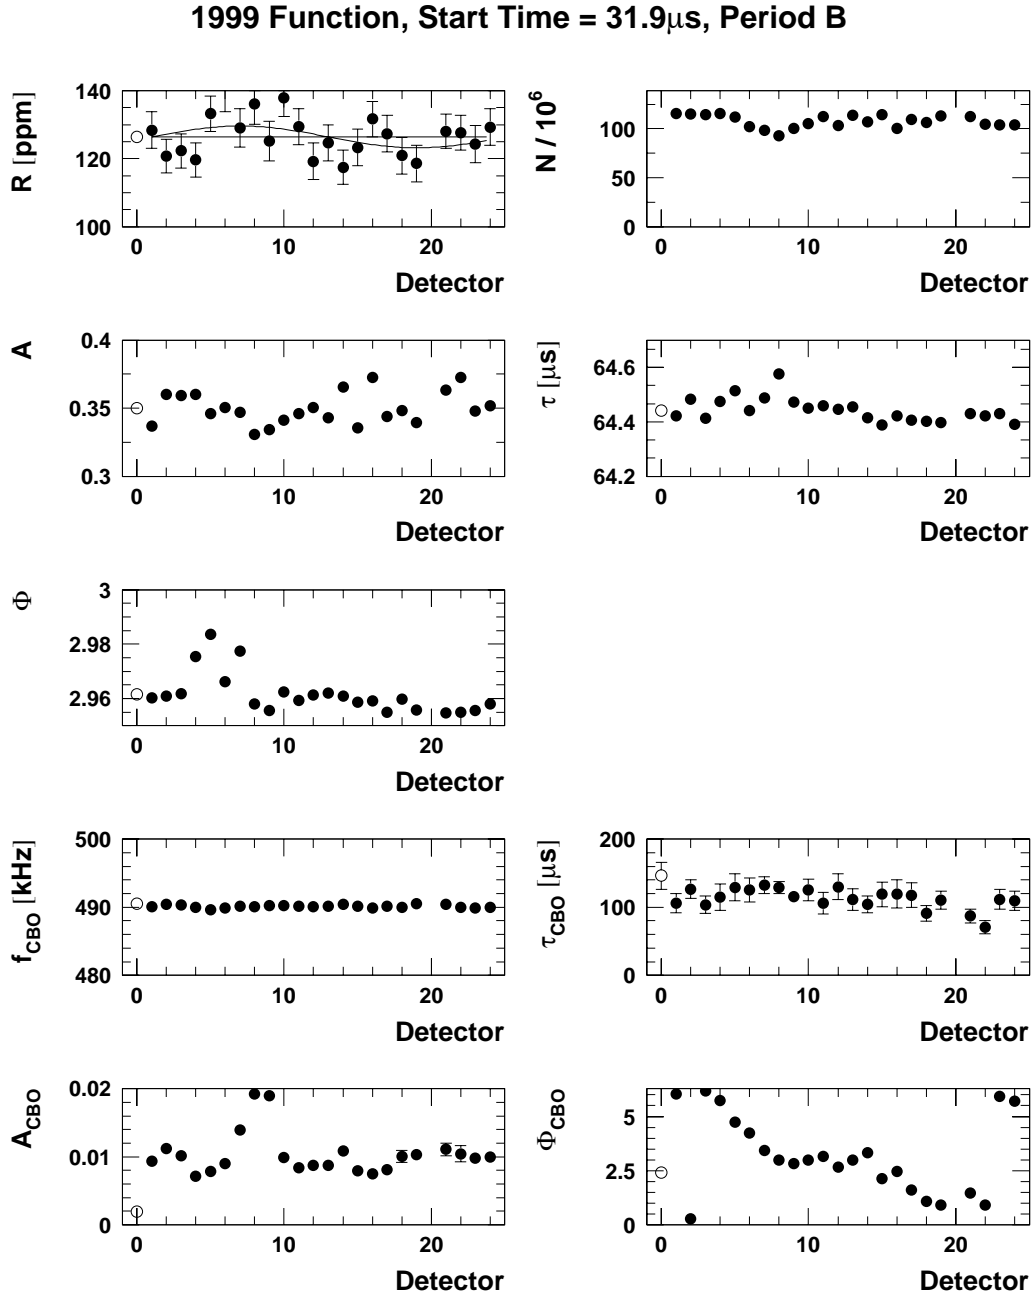 1999 Function, Start Time = 31.9μs, Period B
R [ppm]
140
120
100
0 10 20
Detector
N / 10^6
100
50
0
0 10 20
Detector
A
0.4
0.35
0.3
0 10 20
Detector
τ [μs]
64.6
64.4
64.2
0 10 20
Detector
Φ
3
2.98
2.96
0 10 20
Detector
f_CBO [kHz]
500
490
480
0 10 20
Detector
τ_CBO [μs]
200
100
0
0 10 20
Detector
A_CBO
0.02
0.01
0
0 10 20
Detector
Φ_CBO
5
2.5
0
0 10 20
Detector